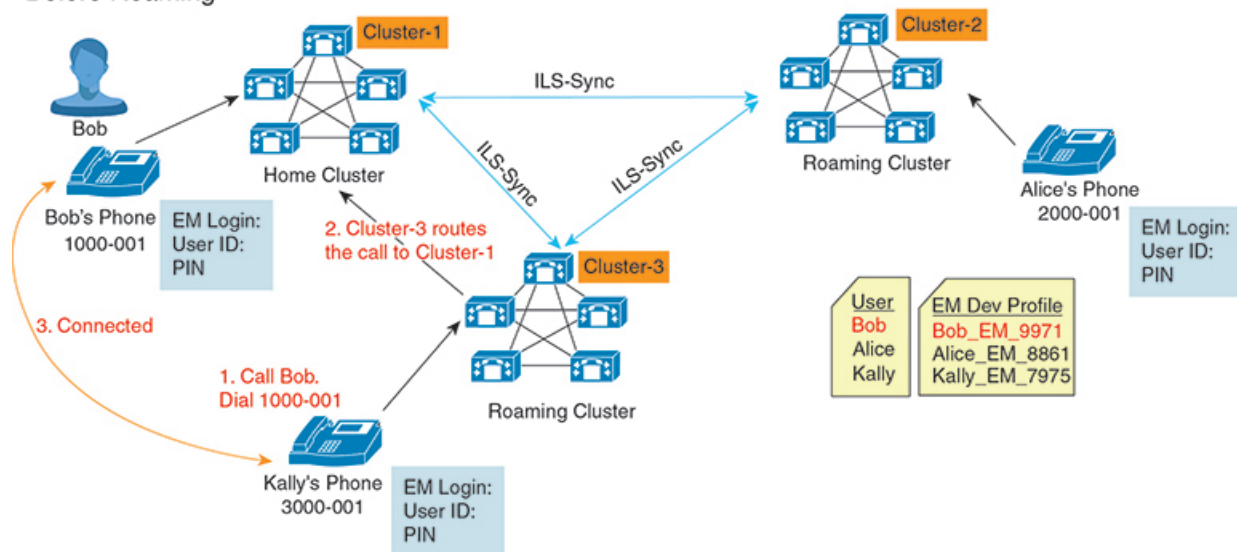 Cluster-1
Cluster-2
ILS-Sync
Bob
Home Cluster
Roaming Cluster
ILS-Sync
ILS-Sync
Bob's Phone
1000-001
EM Login:
User ID:
PIN
Alice's Phone
2000-001
EM Login:
User ID:
PIN
2. Cluster-3 routes
the call to Cluster-1
Cluster-3
3. Connected
User
Bob
Alice
Kally
EM Dev Profile
Bob_EM_9971
Alice_EM_8861
Kally_EM_7975
1. Call Bob.
Dial 1000-001
Roaming Cluster
Kally's Phone
3000-001
EM Login:
User ID:
PIN